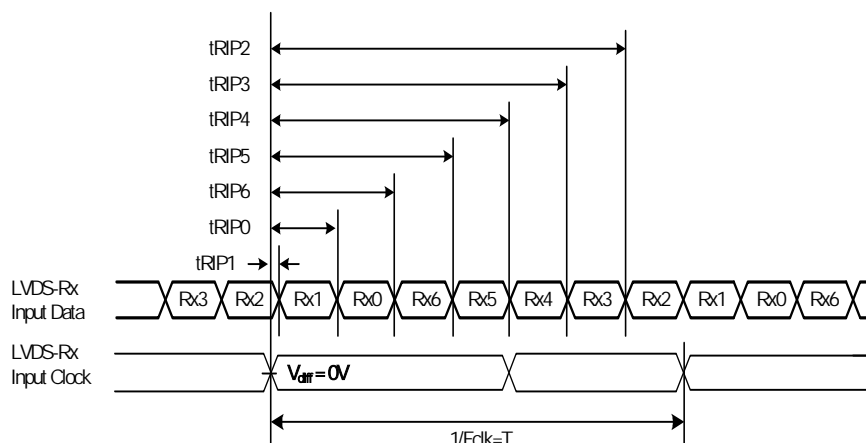 tRIP2
tRIP3
tRIP4
tRIP5
tRIP6
tRIP0
tRIP1
LVDS-Rx
Input Data
Rx3 Rx2 Rx1 Rx0 Rx6 Rx5 Rx4 Rx3 Rx2 Rx1 Rx0 Rx6
LVDS-Rx
Input Clock
Vdiff = 0V
1/Fclk=T